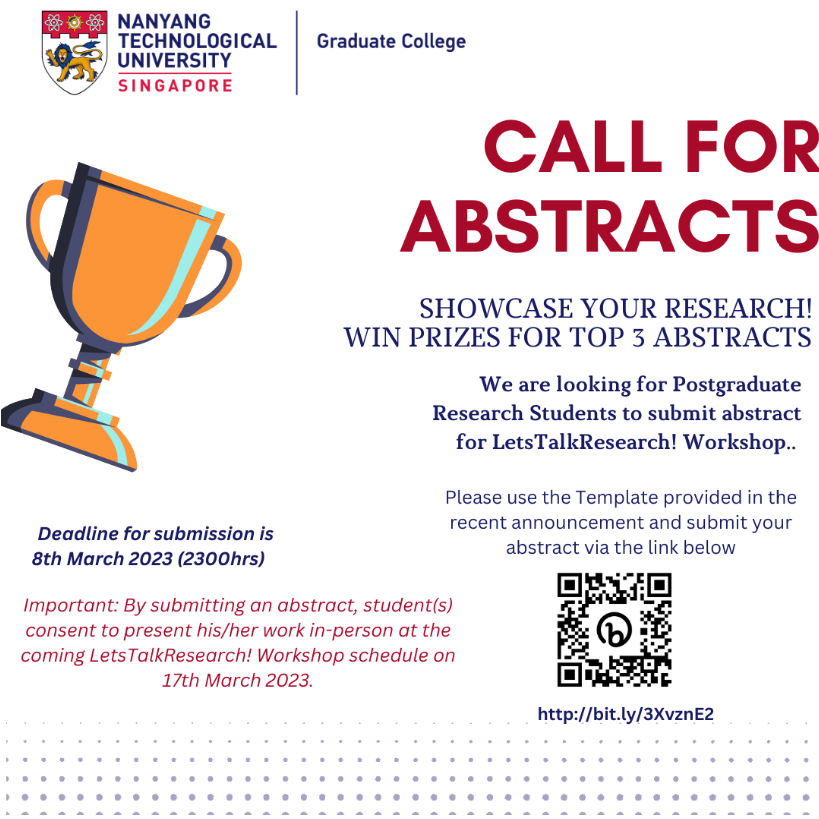 NANYANG
TECHNOLOGICAL
UNIVERSITY
SINGAPORE
Graduate College
CALL FOR
ABSTRACTS
SHOWCASE YOUR RESEARCH!
WIN PRIZES FOR TOP 3 ABSTRACTS
We are looking for Postgraduate
Research Students to submit abstract
for LetsTalkResearch! Workshop..
Please use the Template provided in the
recent announcement and submit your
abstract via the link below
Deadline for submission is
8th March 2023 (2300hrs)
Important: By submitting an abstract, student(s)
consent to present his/her work in-person at the
coming LetsTalkResearch! Workshop schedule on
17th March 2023.
http://bit.ly/3XvznE2